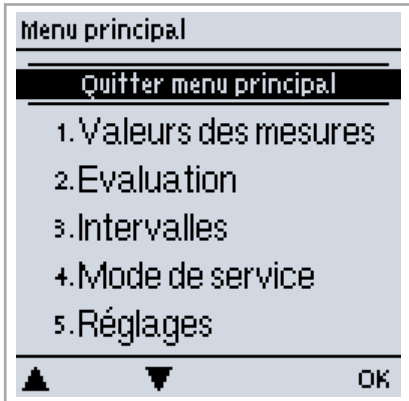 Menu principal
Quitter menu principal
1. Valeurs des mesures
2. Evaluation
3. Intervalles
4. Mode de service
5. Réglages
▲ ▼ OK